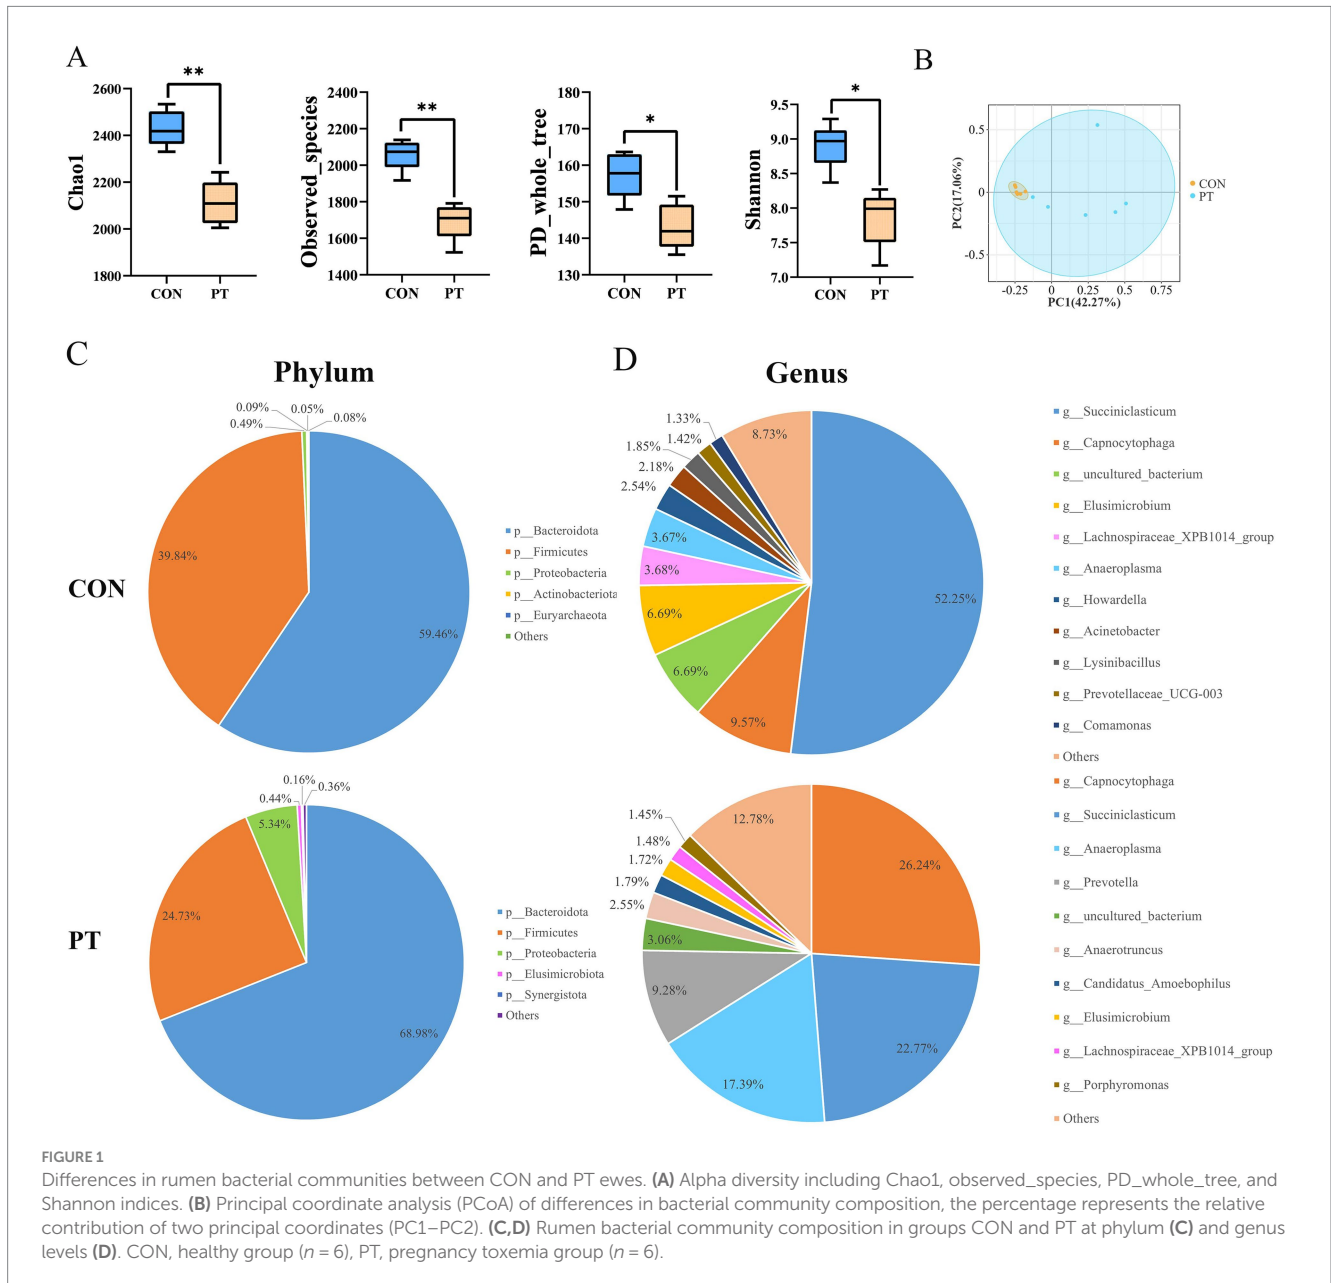 A
B
**
2600
2400
2200
2000
1800
Chao1
CON
PT
**
2400
2200
2000
1800
1600
1400
Observed_species
CON
PT
*
180
170
160
150
140
130
PD_whole_tree
CON
PT
*
9.5
9.0
8.5
8.0
7.5
7.0
Shannon
CON
PT
0.5
0
-0.5
PC2(17.06%)
-0.25
0
0.25
0.5
0.75
PC1(42.27%)
CON
PT
C
Phylum
CON
0.49%
0.09%
0.05%
0.08%
39.84%
59.46%
p__Bacteroidota
p__Firmicutes
p__Proteobacteria
p__Actinobacteriota
p__Euryarchaeota
Others
D
Genus
1.33%
1.42%
1.85%
2.18%
2.54%
3.67%
3.68%
6.69%
6.69%
9.57%
8.73%
52.25%
g__Succiniclasticum
g__Capnocytophaga
g__uncultured_bacterium
g__Elusimicrobium
g__Lachnospiraceae_XPB1014_group
g__Anaeroplasma
g__Howardella
g__Acinetobacter
g__Lysinibacillus
g__Prevotellaceae_UCG-003
g__Comamonas
Others
PT
0.16%
0.36%
0.44%
5.34%
24.73%
68.98%
p__Bacteroidota
p__Firmicutes
p__Proteobacteria
p__Elusimicrobiota
p__Synergistota
Others
1.45%
1.48%
1.72%
1.79%
2.55%
3.06%
9.28%
17.39%
12.78%
26.24%
22.77%
g__Capnocytophaga
g__Succiniclasticum
g__Anaeroplasma
g__Prevotella
g__uncultured_bacterium
g__Anaerotruncus
g__Candidatus_Amoebophilus
g__Elusimicrobium
g__Lachnospiraceae_XPB1014_group
g__Porphyromonas
Others
FIGURE 1
Differences in rumen bacterial communities between CON and PT ewes. (A) Alpha diversity including Chao1, observed_species, PD_whole_tree, and
Shannon indices. (B) Principal coordinate analysis (PCoA) of differences in bacterial community composition, the percentage represents the relative
contribution of two principal coordinates (PC1–PC2). (C,D) Rumen bacterial community composition in groups CON and PT at phylum (C) and genus
levels (D). CON, healthy group (n = 6), PT, pregnancy toxemia group (n = 6).